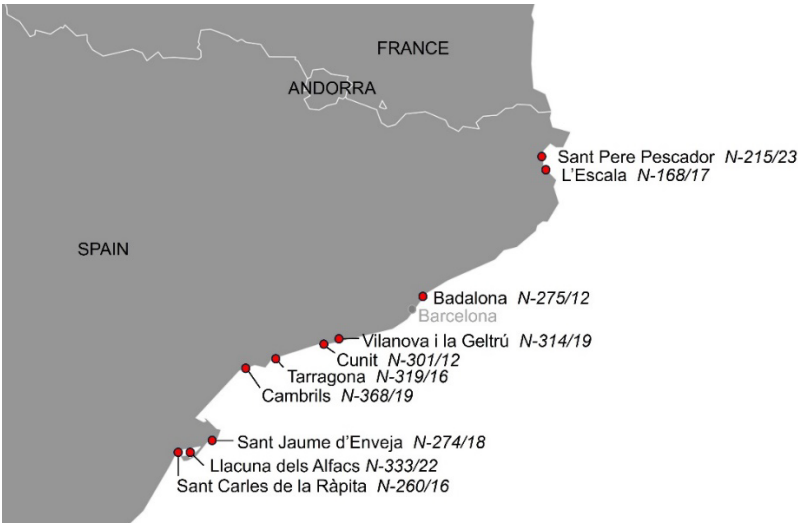 FRANCE
ANDORRA
Sant Pere Pescador N-215/23
L'Escala N-168/17
SPAIN
Badalona N-275/12
Barcelona
Vilanova i la Geltrú N-314/19
Cunit N-301/12
Tarragona N-319/16
Cambrils N-368/19
Sant Jaume d'Enveja N-274/18
Llacuna dels Alfacs N-333/22
Sant Carles de la Ràpita N-260/16